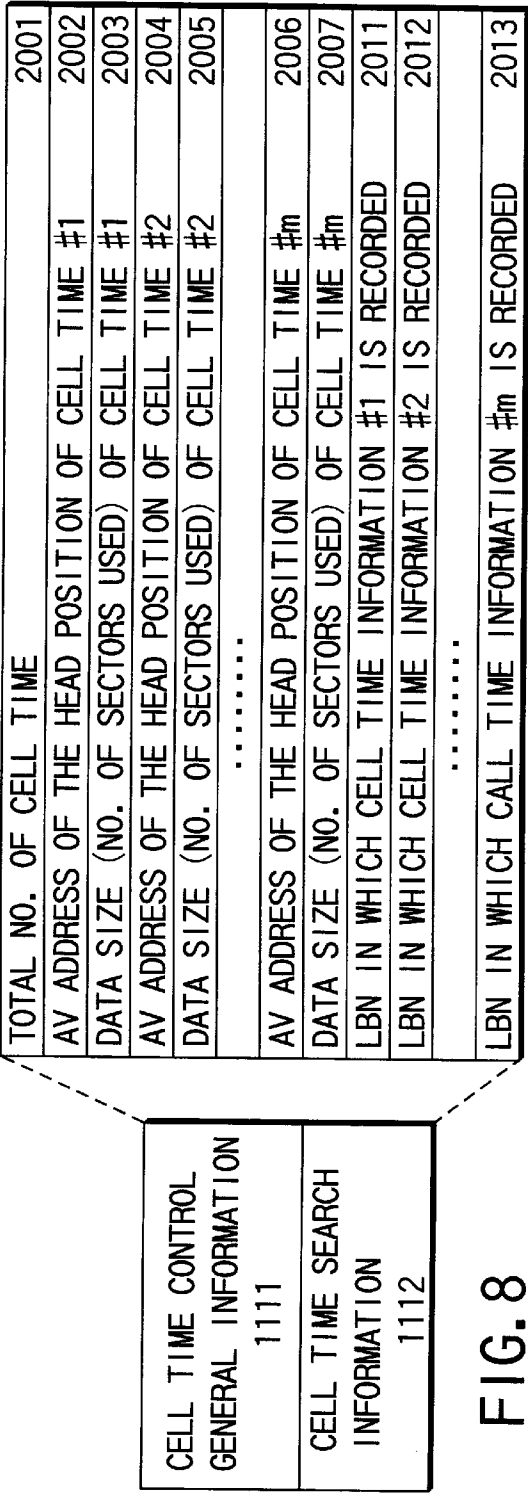 CELL TIME CONTROL
GENERAL INFORMATION
1111
CELL TIME SEARCH
INFORMATION
1112
TOTAL NO. OF CELL TIME 2001
AV ADDRESS OF THE HEAD POSITION OF CELL TIME #1 2002
DATA SIZE (NO. OF SECTORS USED) OF CELL TIME #1 2003
AV ADDRESS OF THE HEAD POSITION OF CELL TIME #2 2004
DATA SIZE (NO. OF SECTORS USED) OF CELL TIME #2 2005
........
AV ADDRESS OF THE HEAD POSITION OF CELL TIME #m 2006
DATA SIZE (NO. OF SECTORS USED) OF CELL TIME #m 2007
LBN IN WHICH CELL TIME INFORMATION #1 IS RECORDED 2011
LBN IN WHICH CELL TIME INFORMATION #2 IS RECORDED 2012
........
LBN IN WHICH CALL TIME INFORMATION #m IS RECORDED 2013
FIG. 8